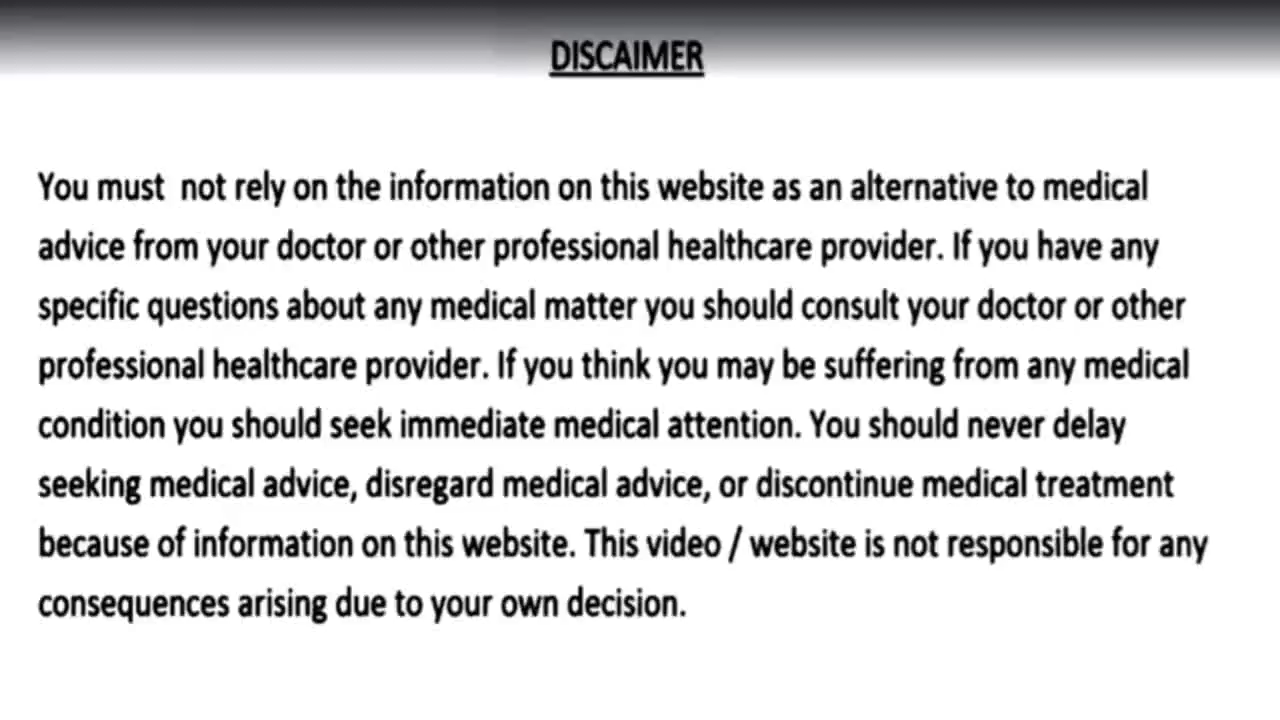 DISCAIMER
You must  not rely on the information on this website as an alternative to medical
advice from your doctor or other professional healthcare provider. If you have any
specific questions about any medical matter you should consult your doctor or other
professional healthcare provider. If you think you may be suffering from any medical
condition you should seek immediate medical attention. You should never delay
seeking medical advice, disregard medical advice, or discontinue medical treatment
because of information on this website. This video / website is not responsible for any
consequences arising due to your own decision.